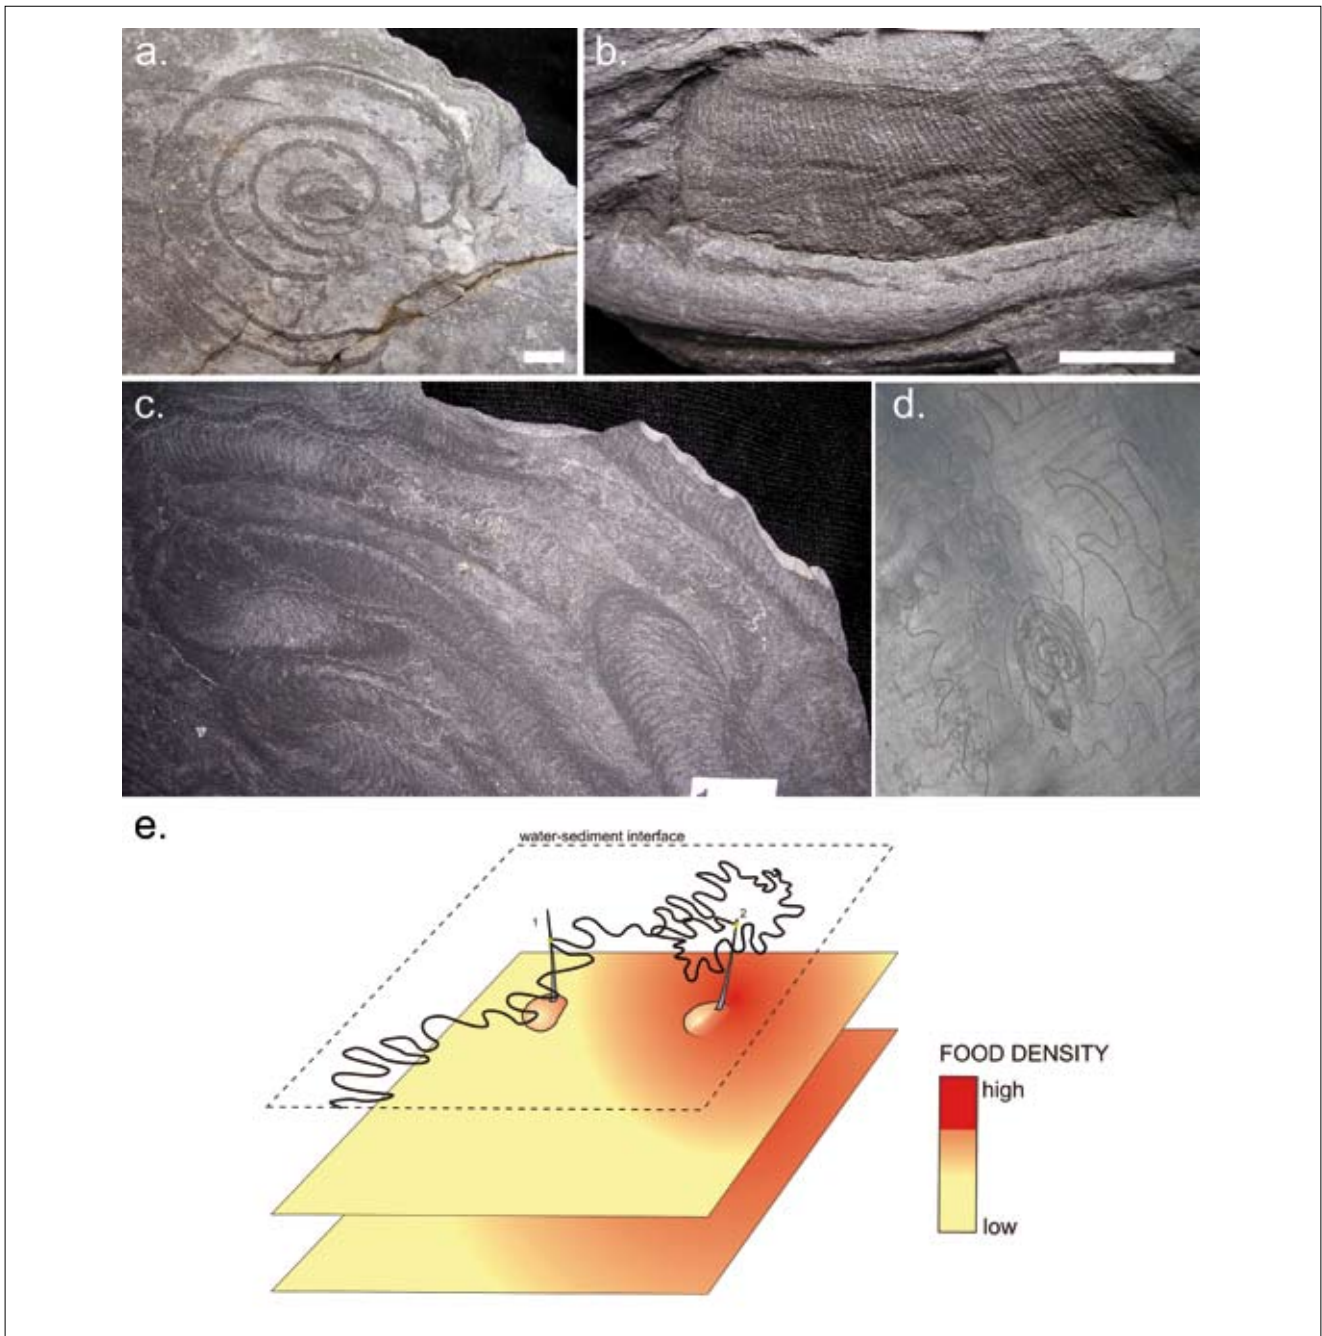 a.
b.
c.
d.
e.
water-sediment interface
1
2
FOOD DENSITY
high
low